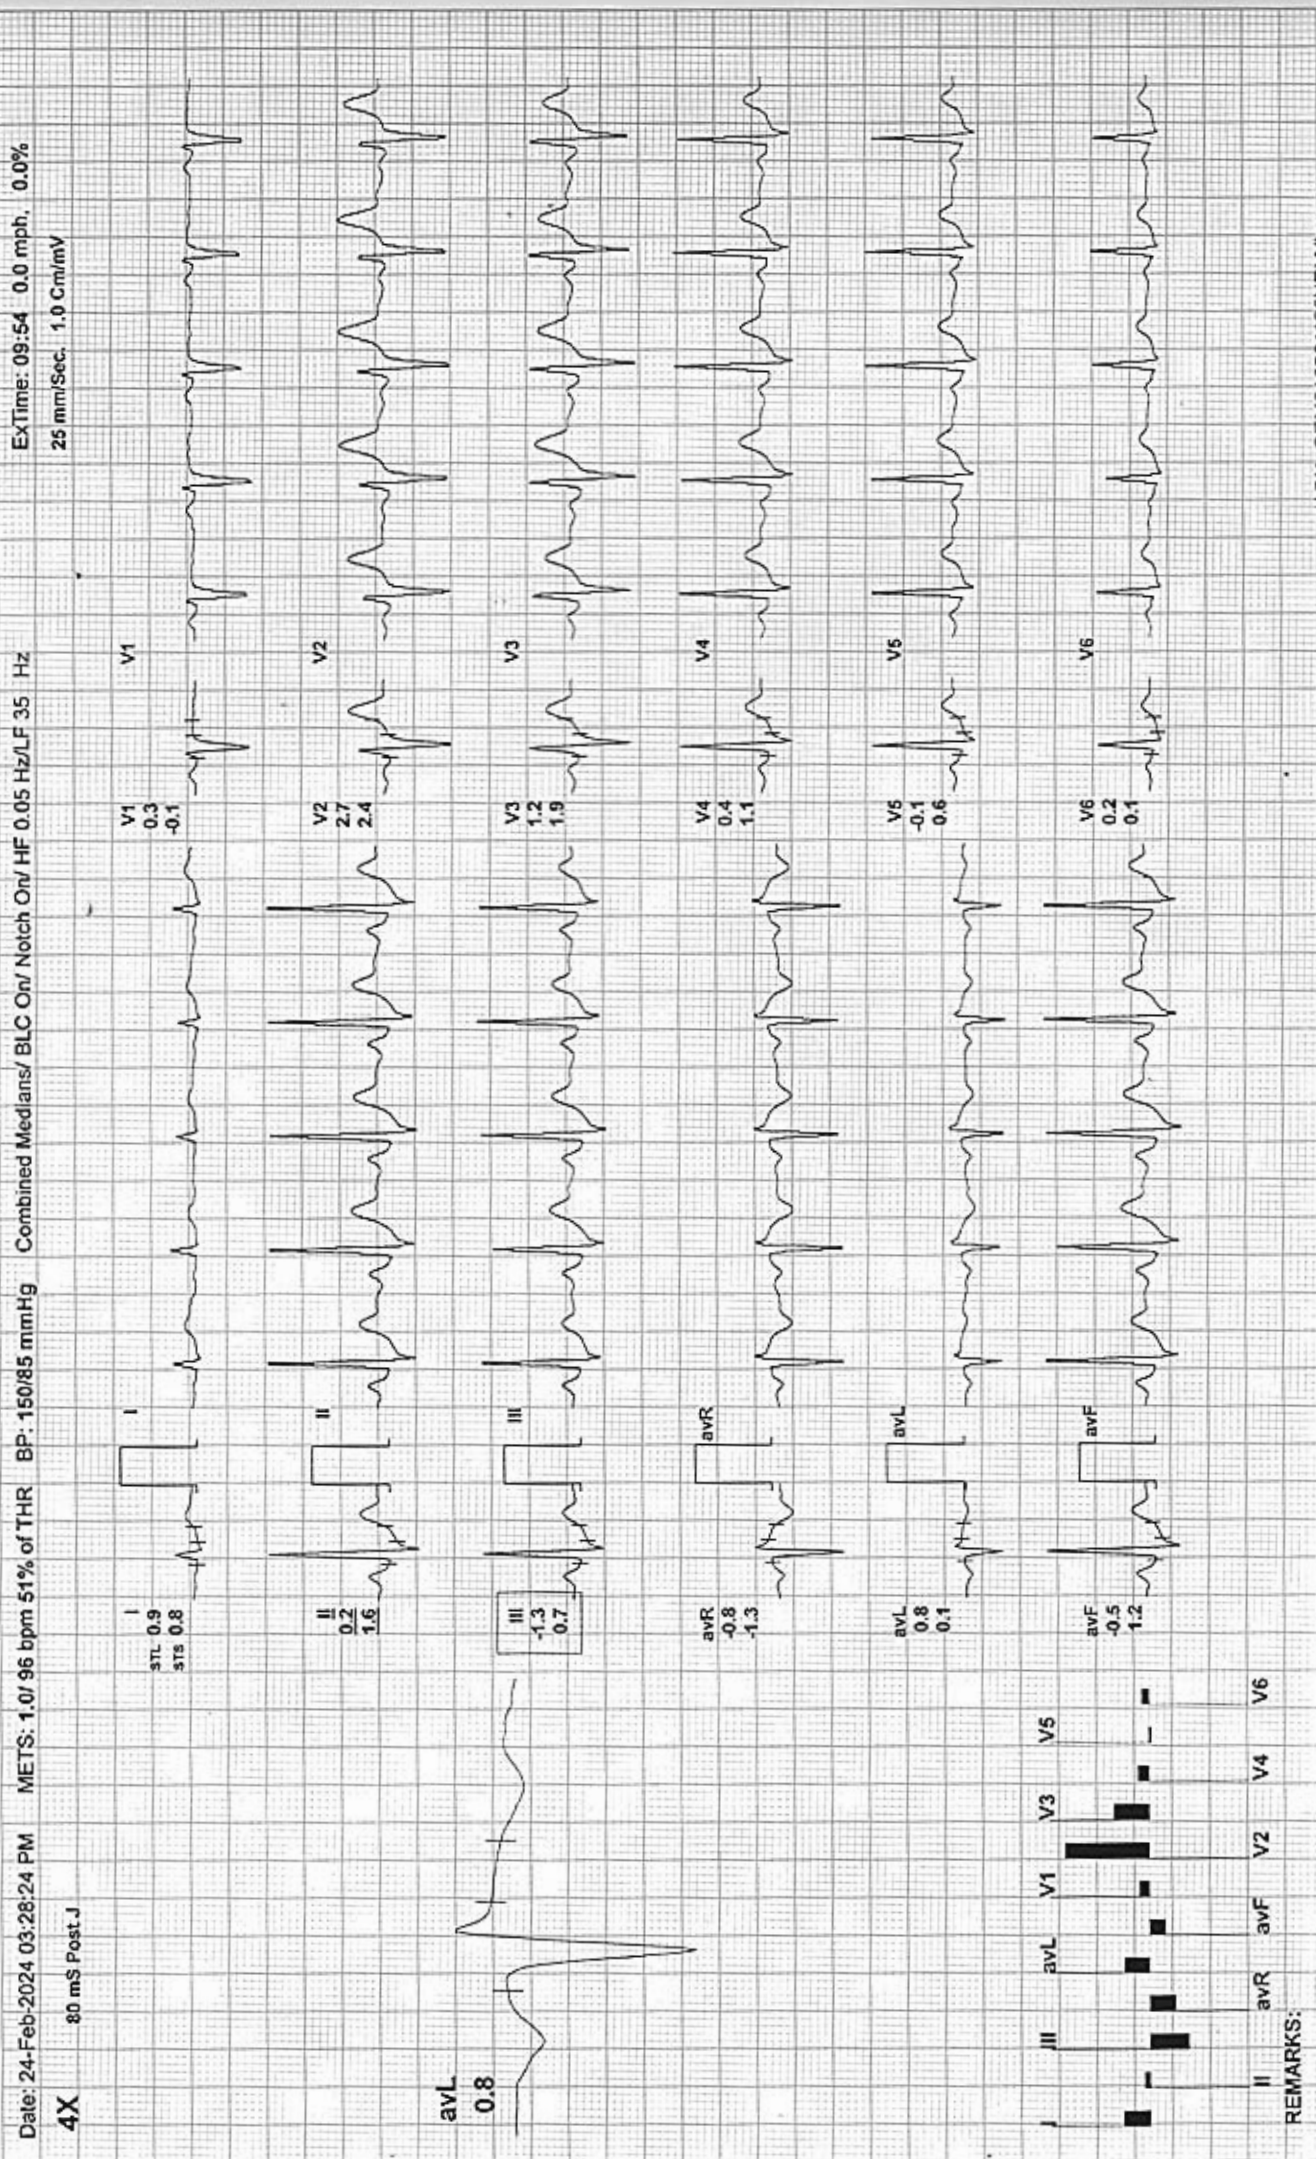 Date: 24-Feb-2024 03:28:24 PM METS: 1.0/ 96 bpm 51% of THR BP: 150/85 mmHg Combined Medians/ BLC On/ Notch On/ HF 0.05 Hz/LF 35 Hz ExTime: 09:54 0.0 mph, 0.0%
4X 80 mS Post J 25 mm/Sec. 1.0 Cm/mV
I
STL 0.9
STS 0.8
I
V1
0.3
-0.1
V1
II
0.2
1.6
II
V2
2.7
2.4
V2
avL
0.8
III
-1.3
0.7
III
V3
1.2
1.9
V3
avR
-0.8
-1.3
avR
V4
0.4
1.1
V4
avL
0.8
0.1
avL
V5
-0.1
0.6
V5
avF
-0.5
1.2
avF
V6
0.2
0.1
V6
I III avL V1 V3 V5
II avR avF V2 V4 V6
REMARKS: